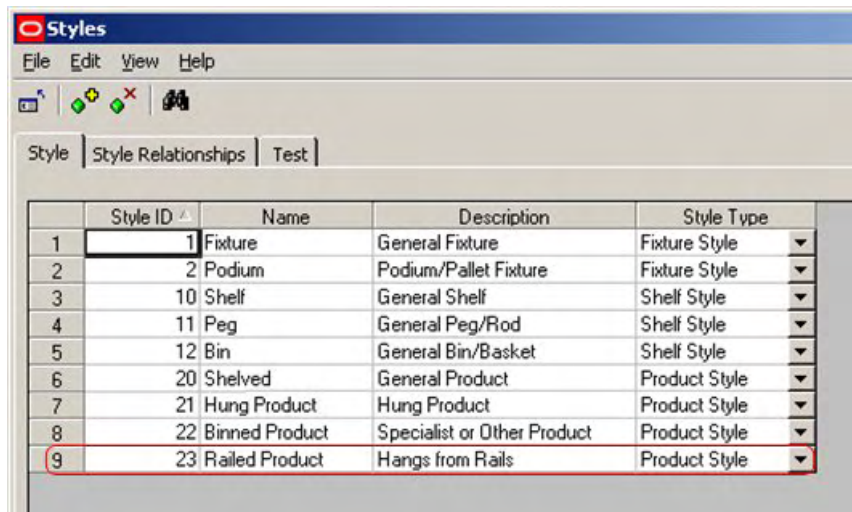 Styles
File Edit View Help
Style Style Relationships Test
Style ID Name Description Style Type
1 1 Fixture General Fixture Fixture Style
2 2 Podium Podium/Pallet Fixture Fixture Style
3 10 Shelf General Shelf Shelf Style
4 11 Peg General Peg/Rod Shelf Style
5 12 Bin General Bin/Basket Shelf Style
6 20 Shelved General Product Product Style
7 21 Hung Product Hung Product Product Style
8 22 Binned Product Specialist or Other Product Product Style
9 23 Railed Product Hangs from Rails Product Style